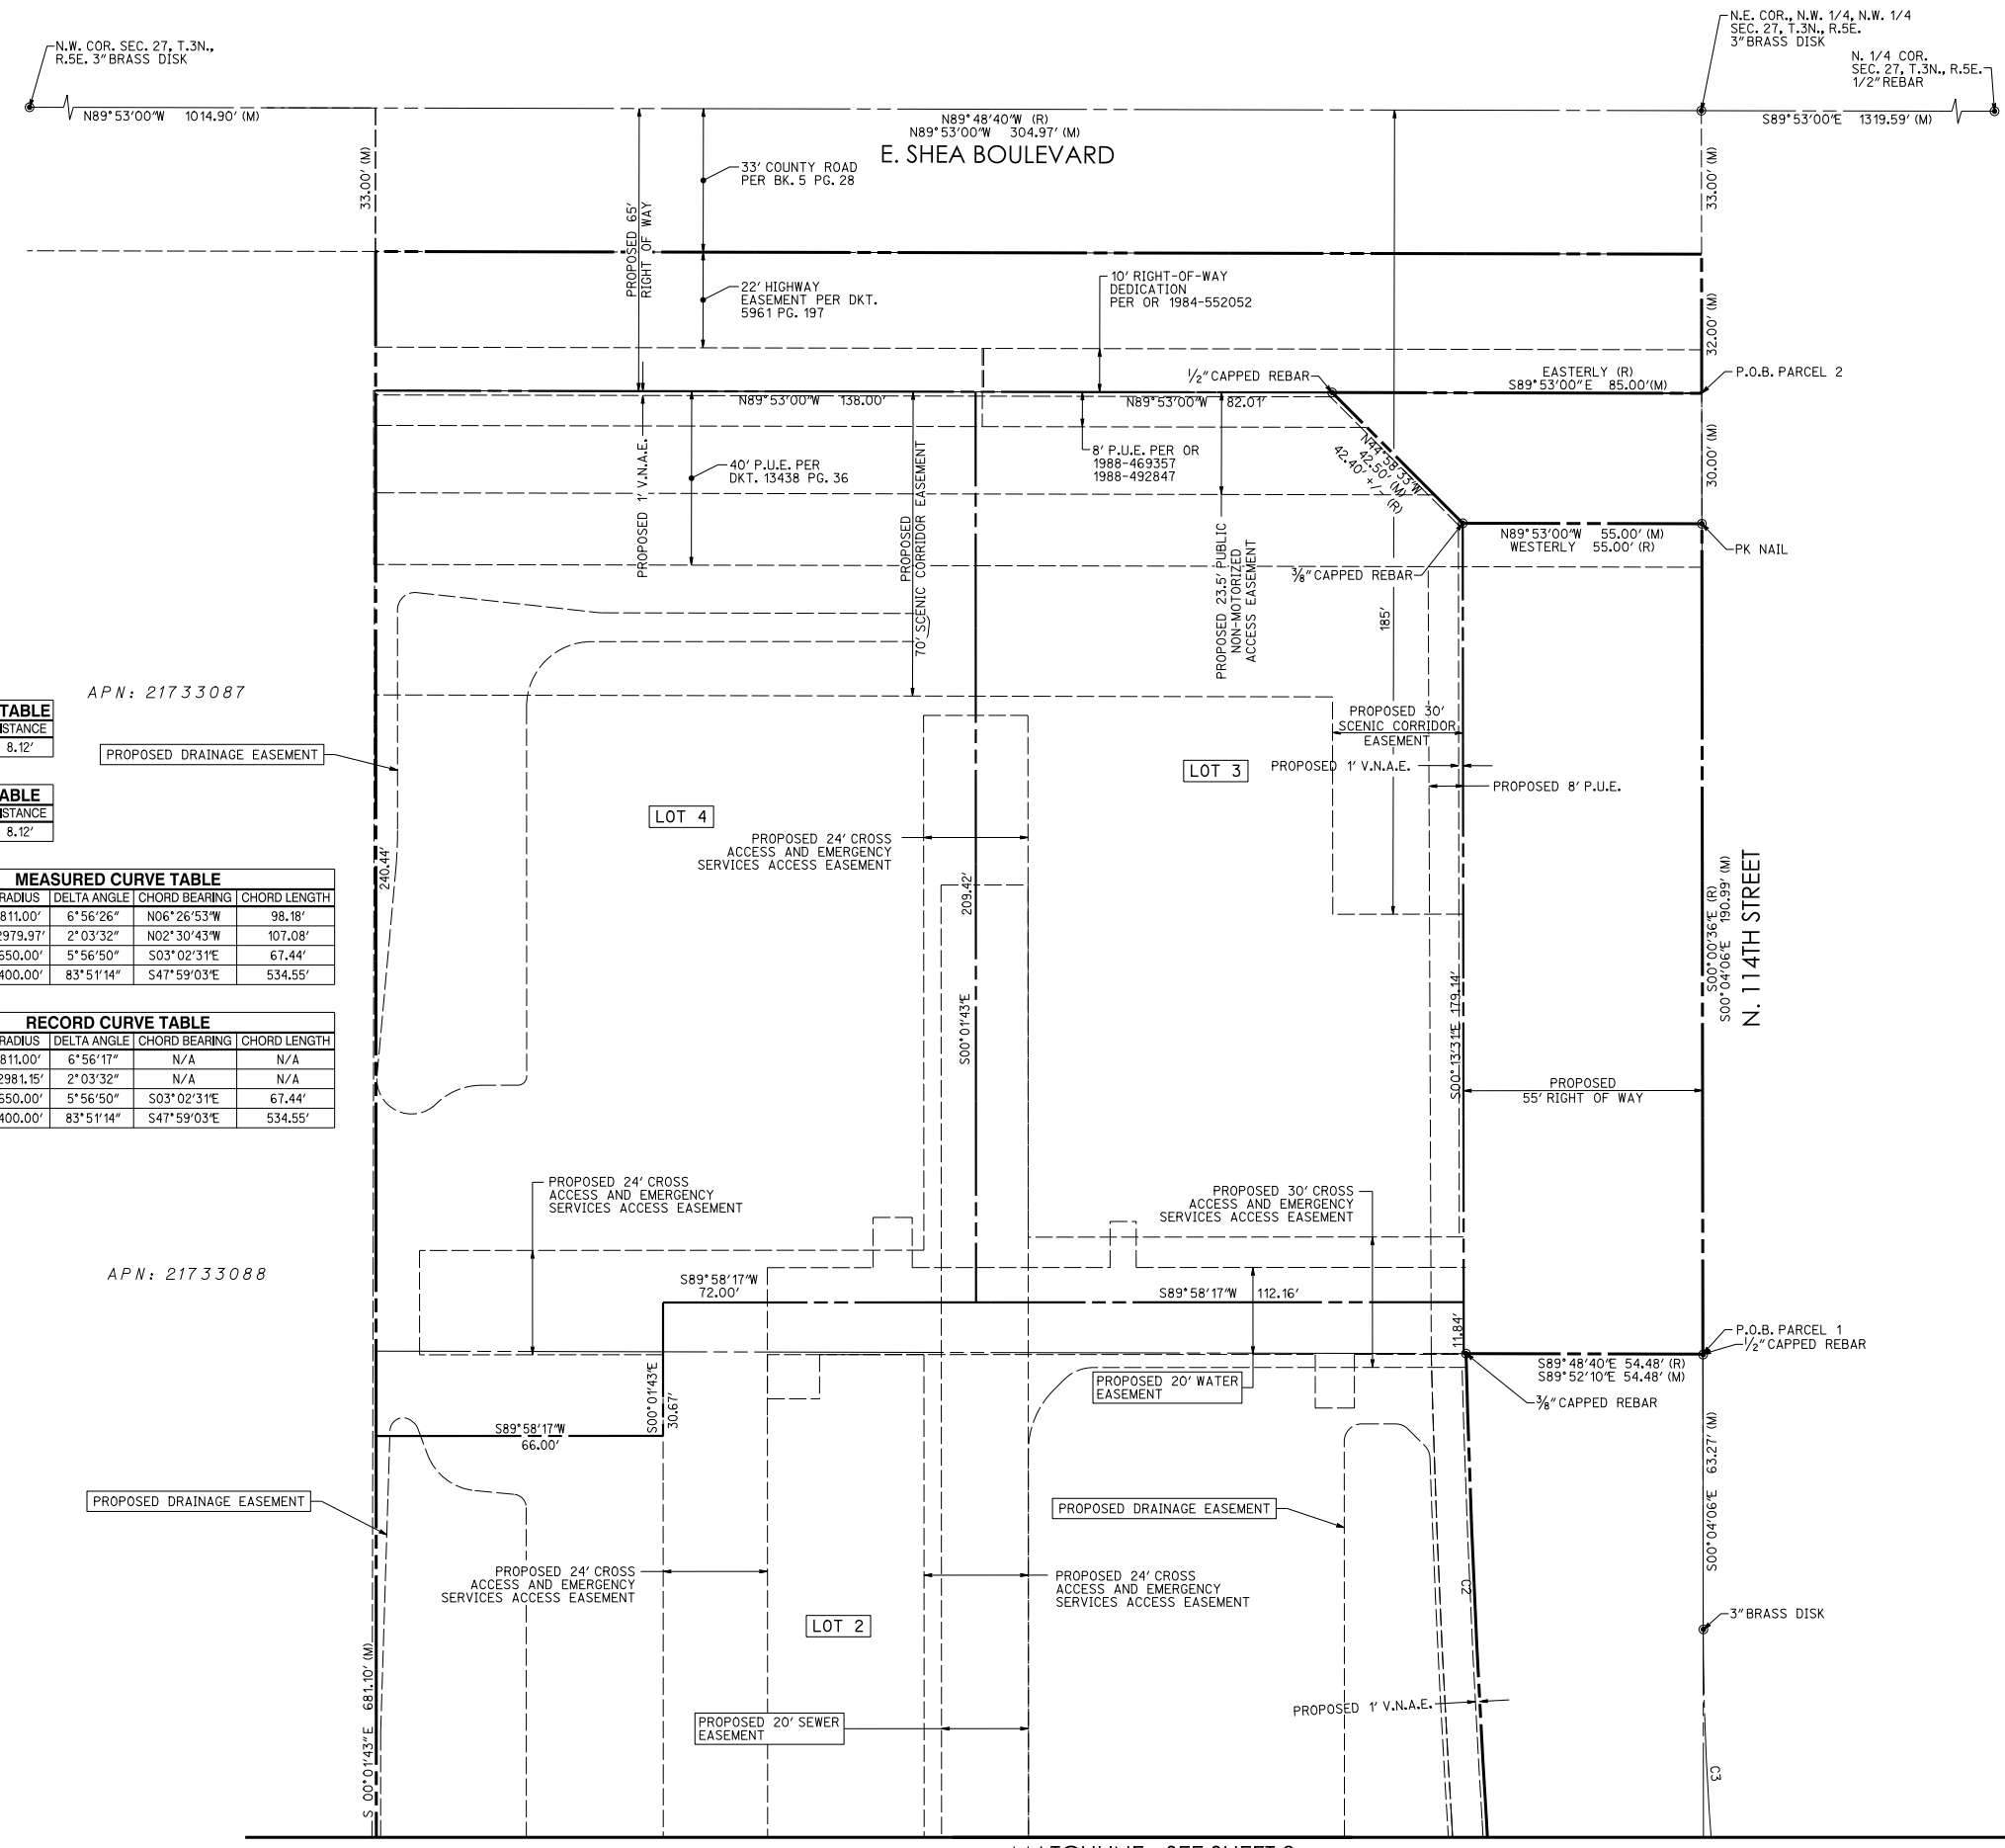 N.W. COR. SEC. 27, T.3N.,
R.5E. 3" BRASS DISK
N.E. COR., N.W. 1/4, N.W. 1/4
SEC. 27, T.3N., R.5E.
3" BRASS DISK
N. 1/4 COR.
SEC. 27, T.3N., R.5E.
1/2" REBAR
N89°53'00"W 1014.90' (M)
N89°48'40"W (R)
N89°53'00"W 304.97' (M)
E. SHEA BOULEVARD
S89°53'00"E 1319.59' (M)
33.00' (M)
33' COUNTY ROAD
PER BK. 5 PG. 28
33.00' (M)
PROPOSED 65'
RIGHT OF WAY
22' HIGHWAY
EASEMENT PER DKT.
5961 PG. 197
10' RIGHT-OF-WAY
DEDICATION
PER OR 1984-552052
32.00' (M)
1/2" CAPPED REBAR
EASTERLY (R)
S89°53'00"E 85.00'(M)
P.O.B. PARCEL 2
N89°53'00"W 138.00'
N89°53'00"W 82.01'
N44°58'33"W
42.50' (M)
42.40' +/- (R)
30.00' (M)
PROPOSED 1' V.N.A.E.
40' P.U.E. PER
DKT. 13438 PG. 36
PROPOSED
70' SCENIC CORRIDOR EASEMENT
8' P.U.E. PER OR
1988-469357
1988-492847
PROPOSED 23.5' PUBLIC
NON-MOTORIZED
ACCESS EASEMENT
N89°53'00"W 55.00' (M)
WESTERLY 55.00' (R)
PK NAIL
3/8" CAPPED REBAR
185'
APN: 21733087
TABLE
STANCE
8.12'
PROPOSED DRAINAGE EASEMENT
ABLE
STANCE
8.12'
PROPOSED 30'
SCENIC CORRIDOR
EASEMENT
LOT 3
PROPOSED 1' V.N.A.E.
PROPOSED 8' P.U.E.
LOT 4
PROPOSED 24' CROSS
ACCESS AND EMERGENCY
SERVICES ACCESS EASEMENT
240.44'
209.42'
S00°01'43"E
S00°13'31"E 179.14'
S00°00'36"E (R)
S00°04'06"E 190.99' (M)
N. 114TH STREET
MEASURED CURVE TABLE
RADIUS DELTA ANGLE CHORD BEARING CHORD LENGTH
811.00' 6°56'26" N06°26'53"W 98.18'
2979.97' 2°03'32" N02°30'43"W 107.08'
650.00' 5°56'50" S03°02'31"E 67.44'
400.00' 83°51'14" S47°59'03"E 534.55'
RECORD CURVE TABLE
RADIUS DELTA ANGLE CHORD BEARING CHORD LENGTH
811.00' 6°56'17" N/A N/A
2981.15' 2°03'32" N/A N/A
650.00' 5°56'50" S03°02'31"E 67.44'
400.00' 83°51'14" S47°59'03"E 534.55'
PROPOSED
55' RIGHT OF WAY
PROPOSED 24' CROSS
ACCESS AND EMERGENCY
SERVICES ACCESS EASEMENT
PROPOSED 30' CROSS
ACCESS AND EMERGENCY
SERVICES ACCESS EASEMENT
APN: 21733088
S89°58'17"W
72.00'
S89°58'17"W 112.16'
11.84'
P.O.B. PARCEL 1
1/2" CAPPED REBAR
S89°48'40"E 54.48' (R)
S89°52'10"E 54.48' (M)
3/8" CAPPED REBAR
S00°01'43"E
30.67'
PROPOSED 20' WATER
EASEMENT
S89°58'17"W
66.00'
S00°04'06"E 63.27' (M)
PROPOSED DRAINAGE EASEMENT
PROPOSED DRAINAGE EASEMENT
PROPOSED 24' CROSS
ACCESS AND EMERGENCY
SERVICES ACCESS EASEMENT
PROPOSED 24' CROSS
ACCESS AND EMERGENCY
SERVICES ACCESS EASEMENT
C2
LOT 2
3" BRASS DISK
S 00°01'43"E 681.10' (M)
PROPOSED 1' V.N.A.E.
PROPOSED 20' SEWER
EASEMENT
C3